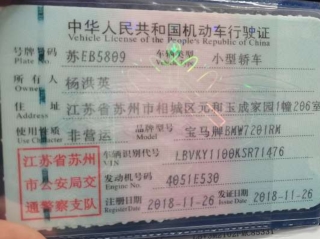 中华人民共和国机动车行驶证
Vehicle License of the People's Republic of China
号牌号码 苏EB5809 车辆类型 小型轿车
Plate No.
所有人 杨洪英
Owner
住址 江苏省苏州市相城区元和玉成家园1幢206室
Address
使用性质 非营运 品牌型号 宝马牌BMW7201RM
Use Character
江苏省苏州
市公安局交
通警察支队
车辆识别代号 LBVKY1100KSR71476
VIN
发动机号码 4051E530
Engine No.
注册日期 2018-11-26 发证日期 2018-11-26
Register Date Issue Date